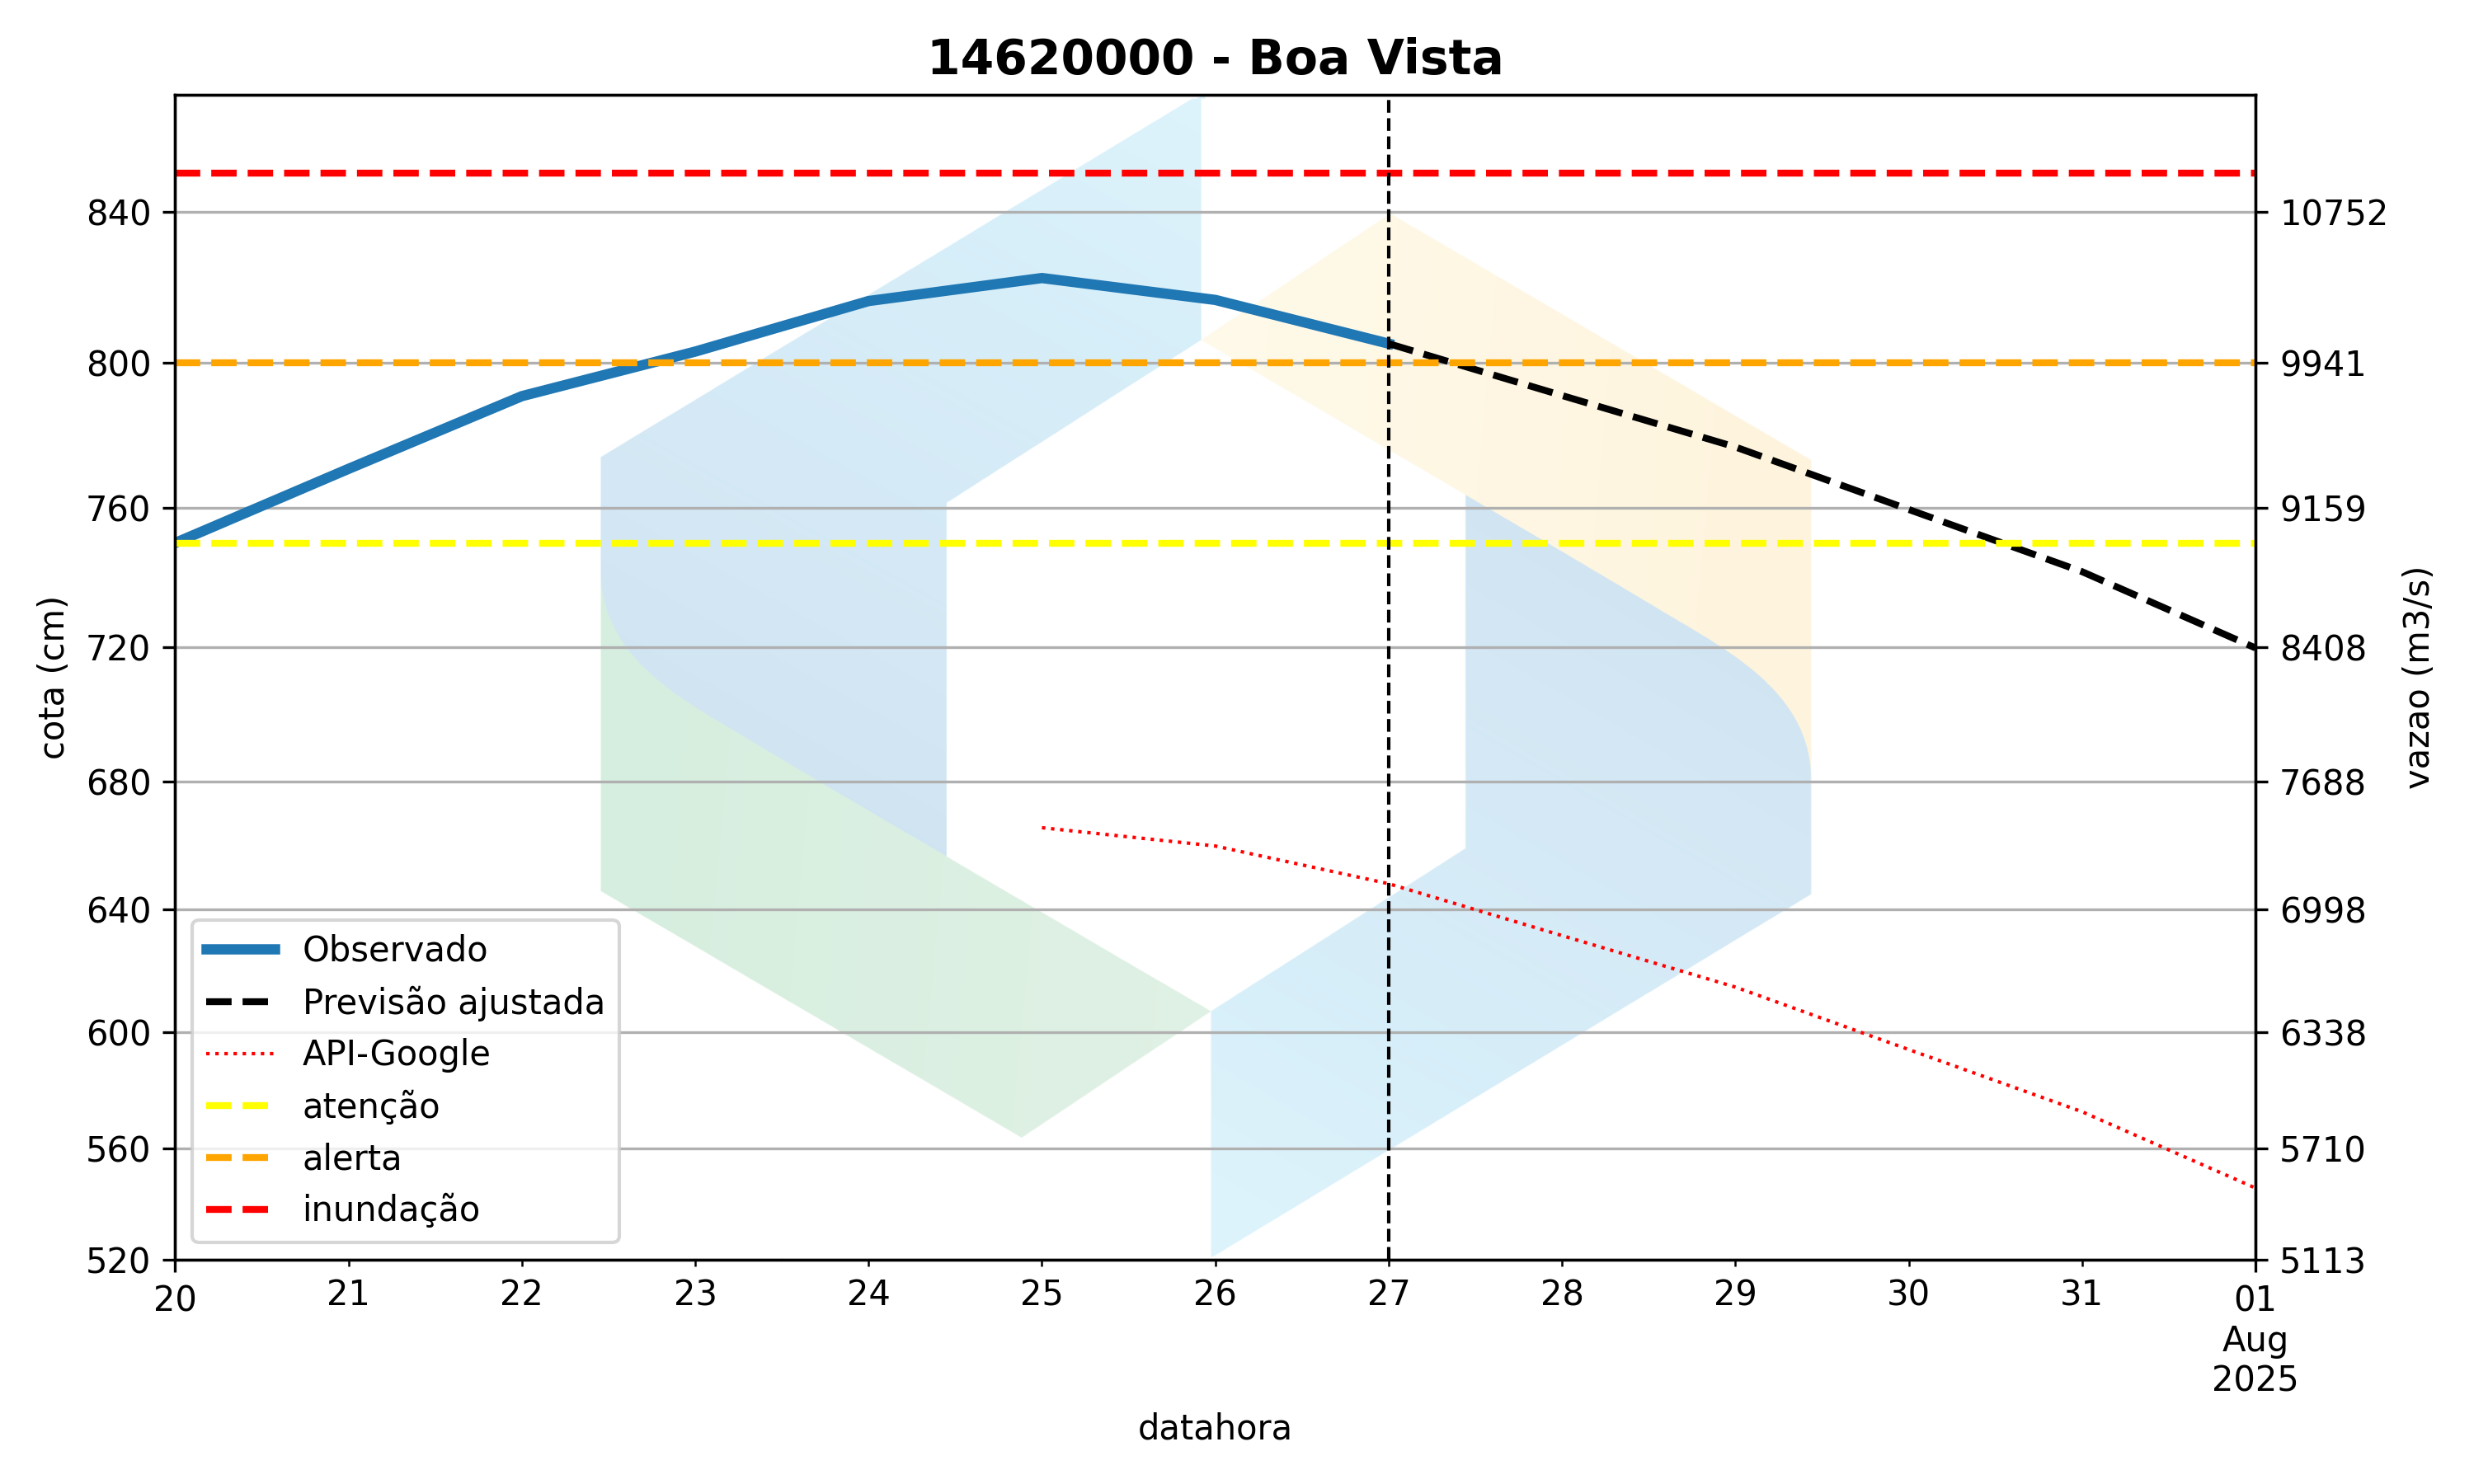 14620000 - Boa Vista
840
800
760
720
680
640
600
560
520
cota (cm)
10752
9941
9159
8408
7688
6998
6338
5710
5113
vazao (m3/s)
Observado
Previsão ajustada
API-Google
atenção
alerta
inundação
20 21 22 23 24 25 26 27 28 29 30 31 01
Aug
2025
datahora